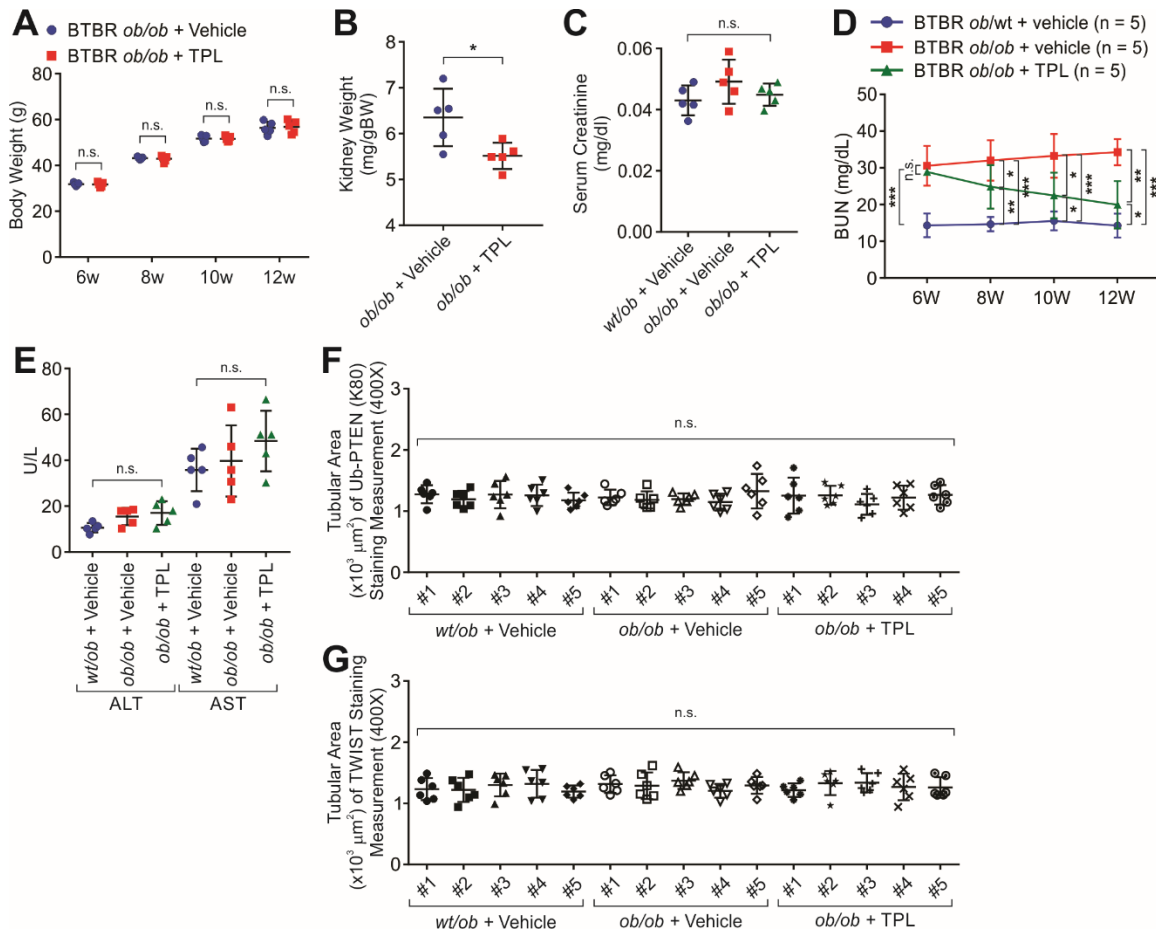 A
BTBR ob/ob + Vehicle
BTBR ob/ob + TPL
Body Weight (g)
80
60
40
20
0
n.s.
n.s.
n.s.
n.s.
6w
8w
10w
12w
B
Kidney Weight
(mg/gBW)
8
7
6
5
4
*
ob/ob + Vehicle
ob/ob + TPL
C
Serum Creatinine
(mg/dl)
0.06
0.04
0.02
0.00
n.s.
wt/ob + Vehicle
ob/ob + Vehicle
ob/ob + TPL
D
BTBR ob/wt + vehicle (n = 5)
BTBR ob/ob + vehicle (n = 5)
BTBR ob/ob + TPL (n = 5)
BUN (mg/dL)
50
40
30
20
10
0
***
n.s.
*
**
***
*
*
***
**
*
***
6W
8W
10W
12W
E
U/L
80
60
40
20
0
n.s.
n.s.
wt/ob + Vehicle
ob/ob + Vehicle
ob/ob + TPL
wt/ob + Vehicle
ob/ob + Vehicle
ob/ob + TPL
ALT
AST
F
Tubular Area
(x10³ µm²) of Ub-PTEN (K80)
Staining Measurement (400X)
3
2
1
0
n.s.
#1 #2 #3 #4 #5 #1 #2 #3 #4 #5 #1 #2 #3 #4 #5
wt/ob + Vehicle ob/ob + Vehicle ob/ob + TPL
G
Tubular Area
(x10³ µm²) of TWIST Staining
Measurement (400X)
3
2
1
0
n.s.
#1 #2 #3 #4 #5 #1 #2 #3 #4 #5 #1 #2 #3 #4 #5
wt/ob + Vehicle ob/ob + Vehicle ob/ob + TPL